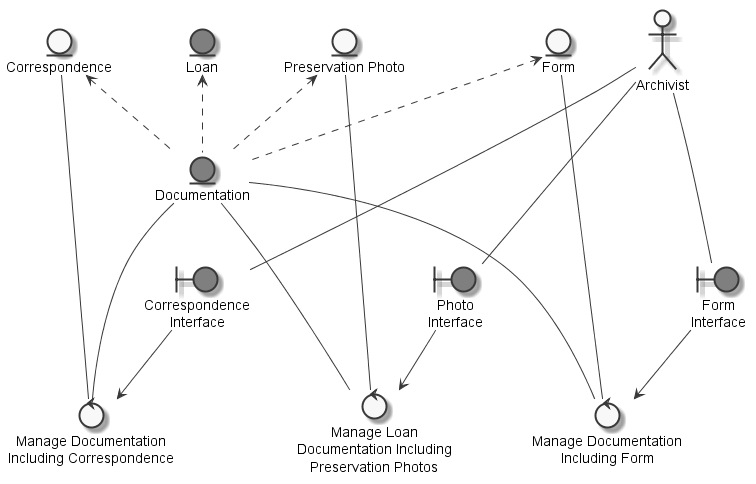 Correspondence
Loan
Preservation Photo
Form
Archivist
Documentation
Correspondence
Interface
Photo
Interface
Form
Interface
Manage Documentation
Including Correspondence
Manage Loan
Documentation Including
Preservation Photos
Manage Documentation
Including Form